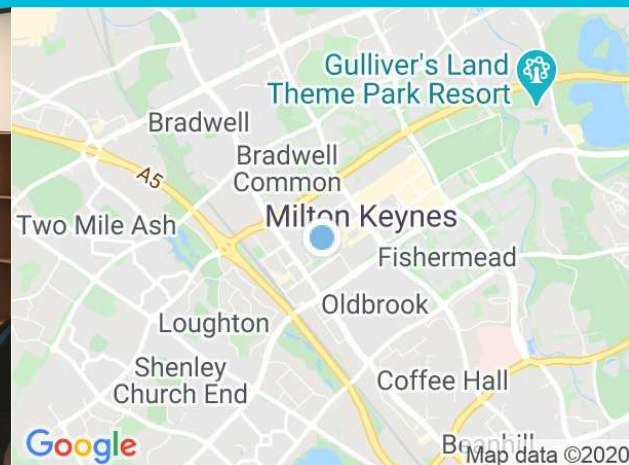 Gulliver's Land
Theme Park Resort
Bradwell
Bradwell
Common
A5
Two Mile Ash
Milton Keynes
Fishermead
Oldbrook
Loughton
Shenley
Church End
Coffee Hall
Beanhill
Google
Map data ©2020